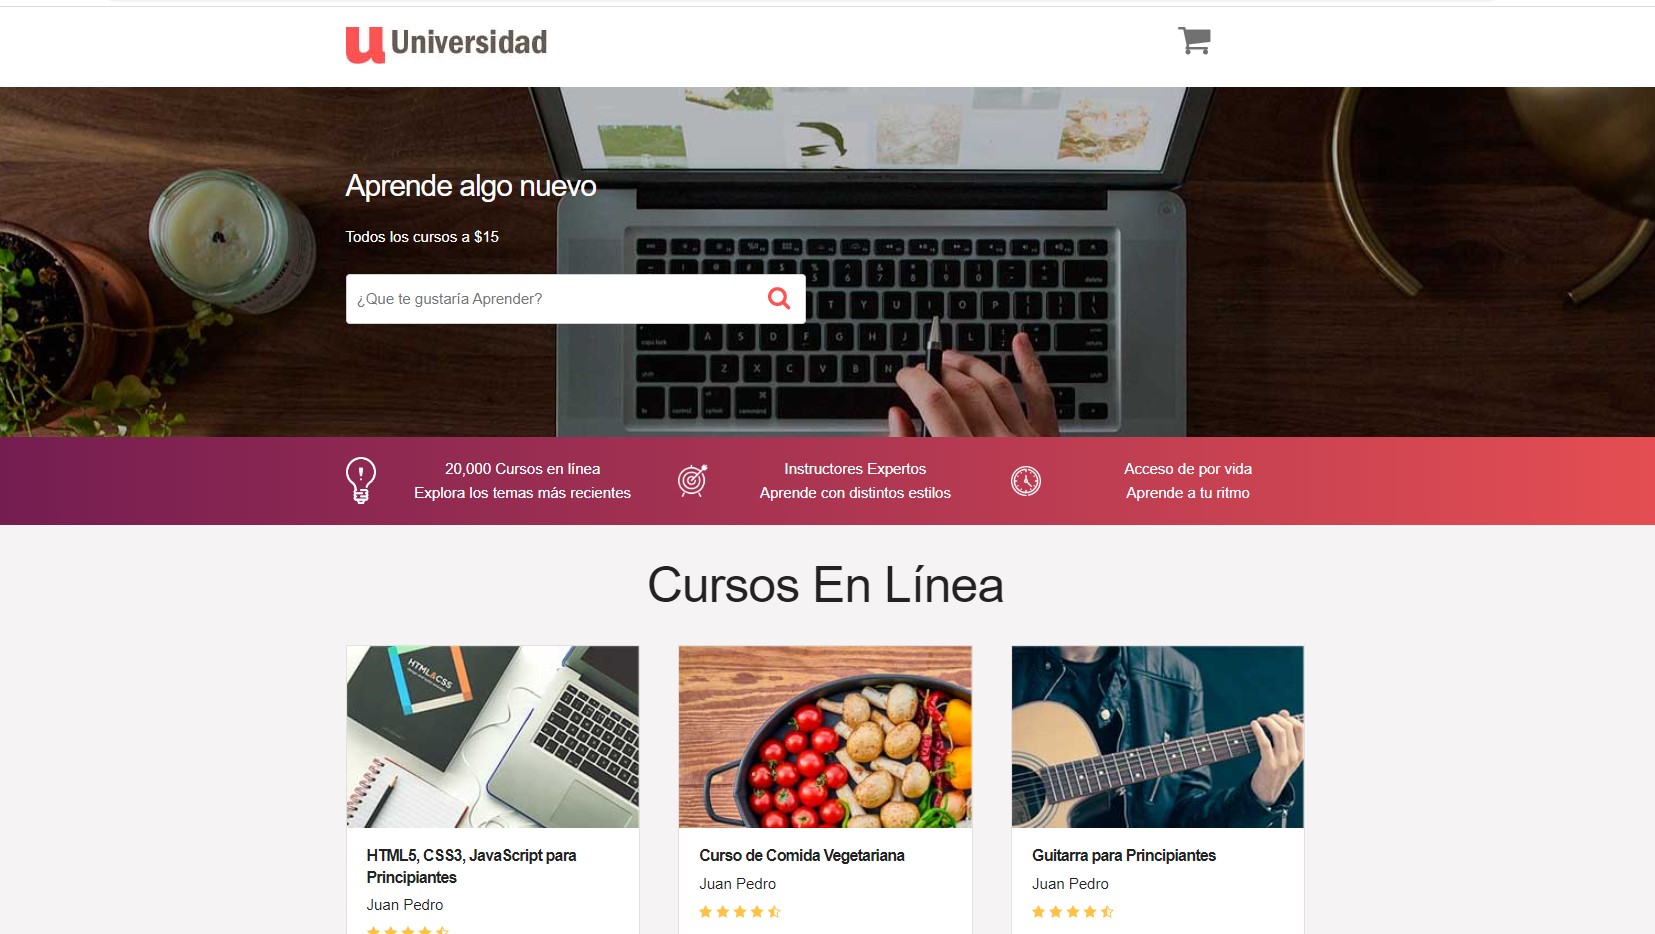 Universidad
Aprende algo nuevo
Todos los cursos a $15
¿Que te gustaría Aprender?
20,000 Cursos en línea
Explora los temas más recientes
Instructores Expertos
Aprende con distintos estilos
Acceso de por vida
Aprende a tu ritmo
Cursos En Línea
HTML&CSS
HTML5, CSS3, JavaScript para
Principiantes
Juan Pedro
Curso de Comida Vegetariana
Juan Pedro
Guitarra para Principiantes
Juan Pedro